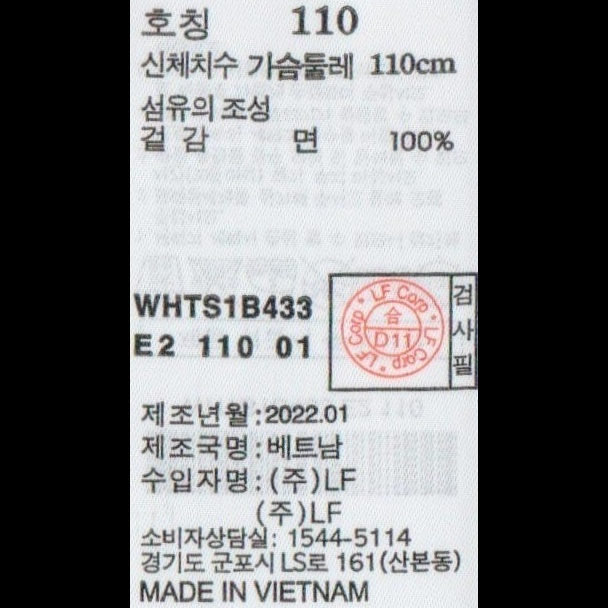 호칭 110
신체치수 가슴둘레 110cm
섬유의 조성
겉 감 면 100%
WHTS1B433
E2 110 01
LF Corp * LF Corp * LF Corp *
合
D11
검사필
제조년월:2022.01
제조국명:베트남
수입자명:(주)LF
(주)LF
소비자상담실: 1544-5114
경기도 군포시 LS로 161(산본동)
MADE IN VIETNAM